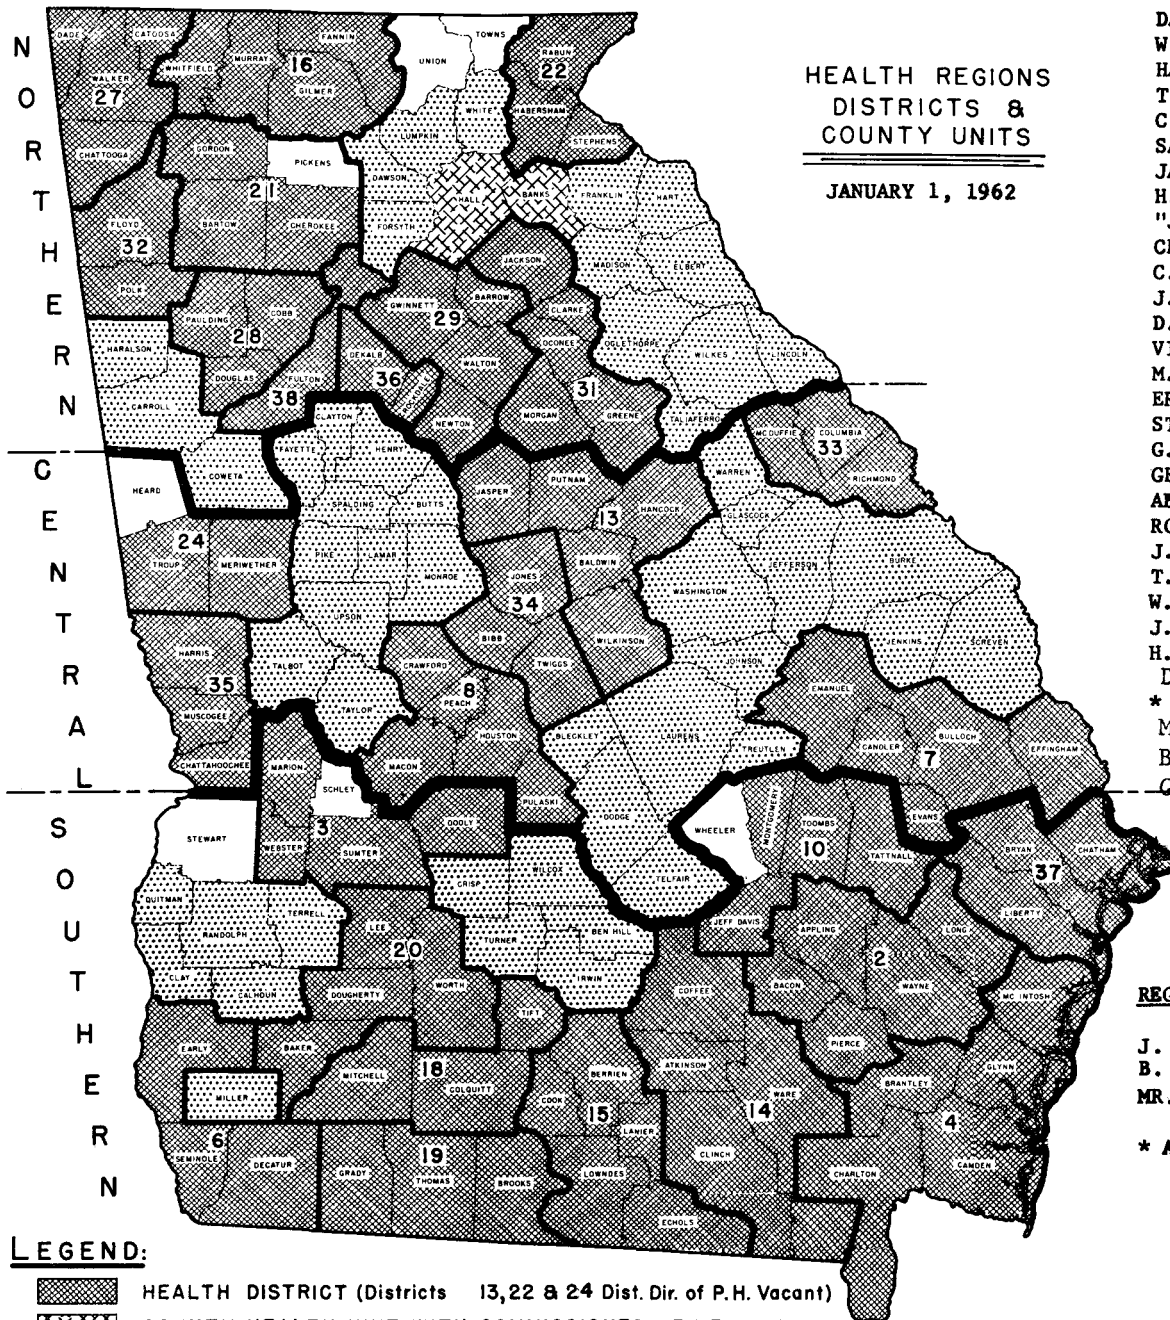 HEALTH REGIONS
DISTRICTS &
COUNTY UNITS
JANUARY 1, 1962
NORTHERN
CENTRAL
SOUTHERN
DADE
CATOOSA
WALKER
27
WHITFIELD
MURRAY
FANNIN
16
GILMER
UNION
TOWNS
RABUN
22
WHITE
HABERSHAM
LUMPKIN
STEPHENS
CHATTOOGA
GORDON
PICKENS
DAWSON
HALL
BANKS
FRANKLIN
HART
21
FLOYD
32
BARTOW
CHEROKEE
FORSYTH
JACKSON
MADISON
ELBERT
POLK
PAULDING
COBB
28
GWINNETT
BARROW
29
CLARKE
OCONEE
OGLETHORPE
WILKES
LINCOLN
HARALSON
DOUGLAS
FULTON
38
DEKALB
36
WALTON
31
CARROLL
CLAYTON
NEWTON
MORGAN
GREENE
TALIAFERRO
MCDUFFIE
COLUMBIA
33
RICHMOND
COWETA
FAYETTE
HENRY
HEARD
SPALDING
BUTTS
JASPER
PUTNAM
13
HANCOCK
WARREN
GLASCOCK
24
TROUP
MERIWETHER
PIKE
LAMAR
MONROE
JONES
34
BALDWIN
WASHINGTON
JEFFERSON
BURKE
UPSON
BIBB
WILKINSON
JENKINS
SCREVEN
HARRIS
35
TALBOT
CRAWFORD
8
PEACH
TWIGGS
JOHNSON
EMANUEL
MUSCOGEE
TAYLOR
HOUSTON
BLECKLEY
LAURENS
TREUTLEN
CANDLER
BULLOCH
7
EFFINGHAM
CHATTAHOOCHEE
MARION
MACON
SCHLEY
PULASKI
DODGE
WHEELER
MONTGOMERY
TOOMBS
10
EVANS
TATTNALL
BRYAN
37
CHATHAM
STEWART
WEBSTER
3
SUMTER
DOOLY
TELFAIR
LIBERTY
QUITMAN
TERRELL
LEE
CRISP
WILCOX
RANDOLPH
20
TURNER
BEN HILL
IRWIN
JEFF DAVIS
APPLING
2
LONG
CLAY
CALHOUN
DOUGHERTY
WORTH
TIFT
COFFEE
BACON
WAYNE
MC INTOSH
EARLY
BAKER
MITCHELL
18
COLQUITT
BERRIEN
ATKINSON
PIERCE
BRANTLEY
GLYNN
MILLER
COOK
15
LANIER
WARE
14
4
6
SEMINOLE
DECATUR
GRADY
19
THOMAS
BROOKS
LOWNDES
CLINCH
CHARLTON
CAMDEN
ECHOLS
LEGEND:
HEALTH DISTRICT (Districts 13,22 & 24 Dist. Dir. of P.H. Vacant)
J.
B.
MR.
* A